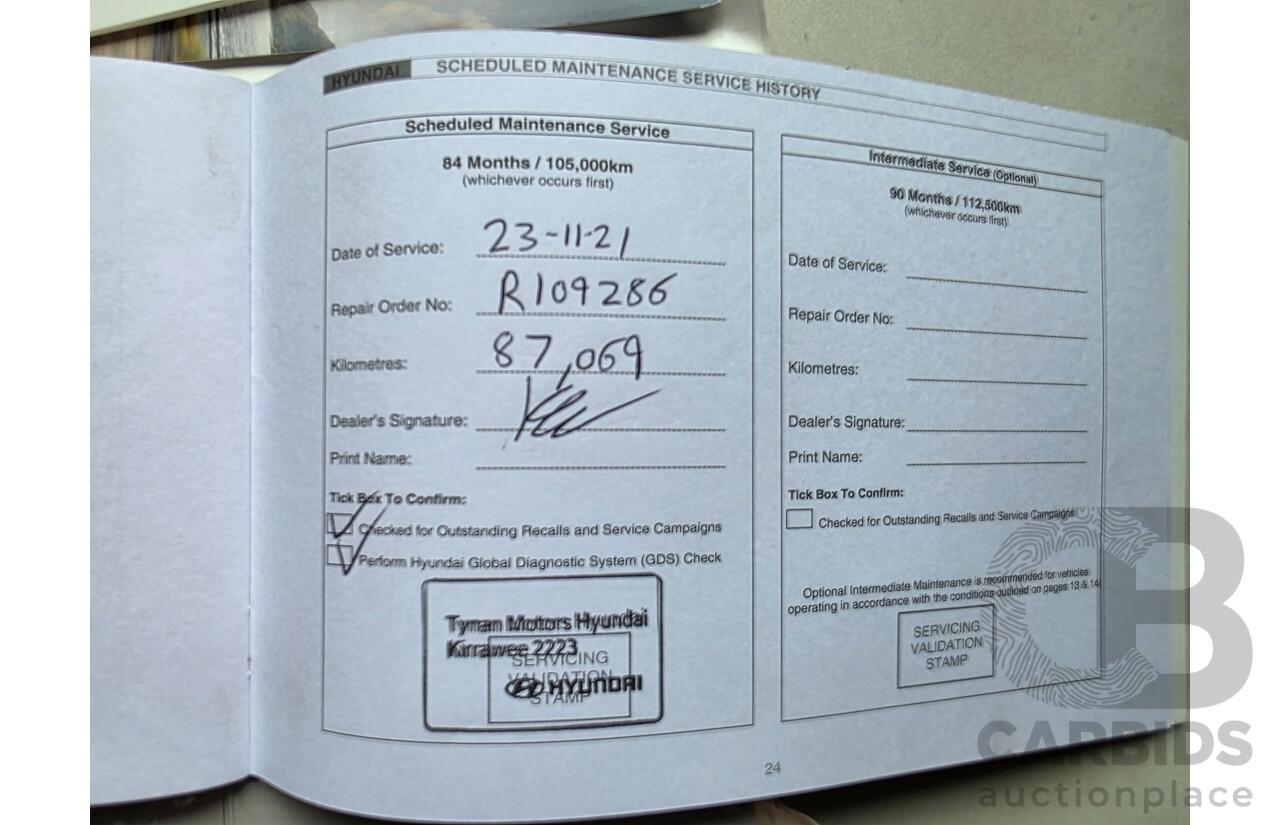 HYUNDAI SCHEDULED MAINTENANCE SERVICE HISTORY
Scheduled Maintenance Service
84 Months / 105,000km
(whichever occurs first)
Date of Service: 23-11-21
Repair Order No: R109286
Kilometres: 87,069
Dealer's Signature:
Print Name:
Tick Box To Confirm:
Checked for Outstanding Recalls and Service Campaigns
Perform Hyundai Global Diagnostic System (GDS) Check
Tynan Motors Hyundai
Kirrawee 2223
SERVICING
VALIDATION
STAMP
HYUNDAI
Intermediate Service (Optional)
90 Months / 112,500km
(whichever occurs first)
Date of Service:
Repair Order No:
Kilometres:
Dealer's Signature:
Print Name:
Tick Box To Confirm:
Checked for Outstanding Recalls and Service Campaigns
Optional Intermediate Maintenance is recommended for vehicles
operating in accordance with the conditions outlined on pages 13 & 14
SERVICING
VALIDATION
STAMP
24
CB
CARBIDS
auctionplace